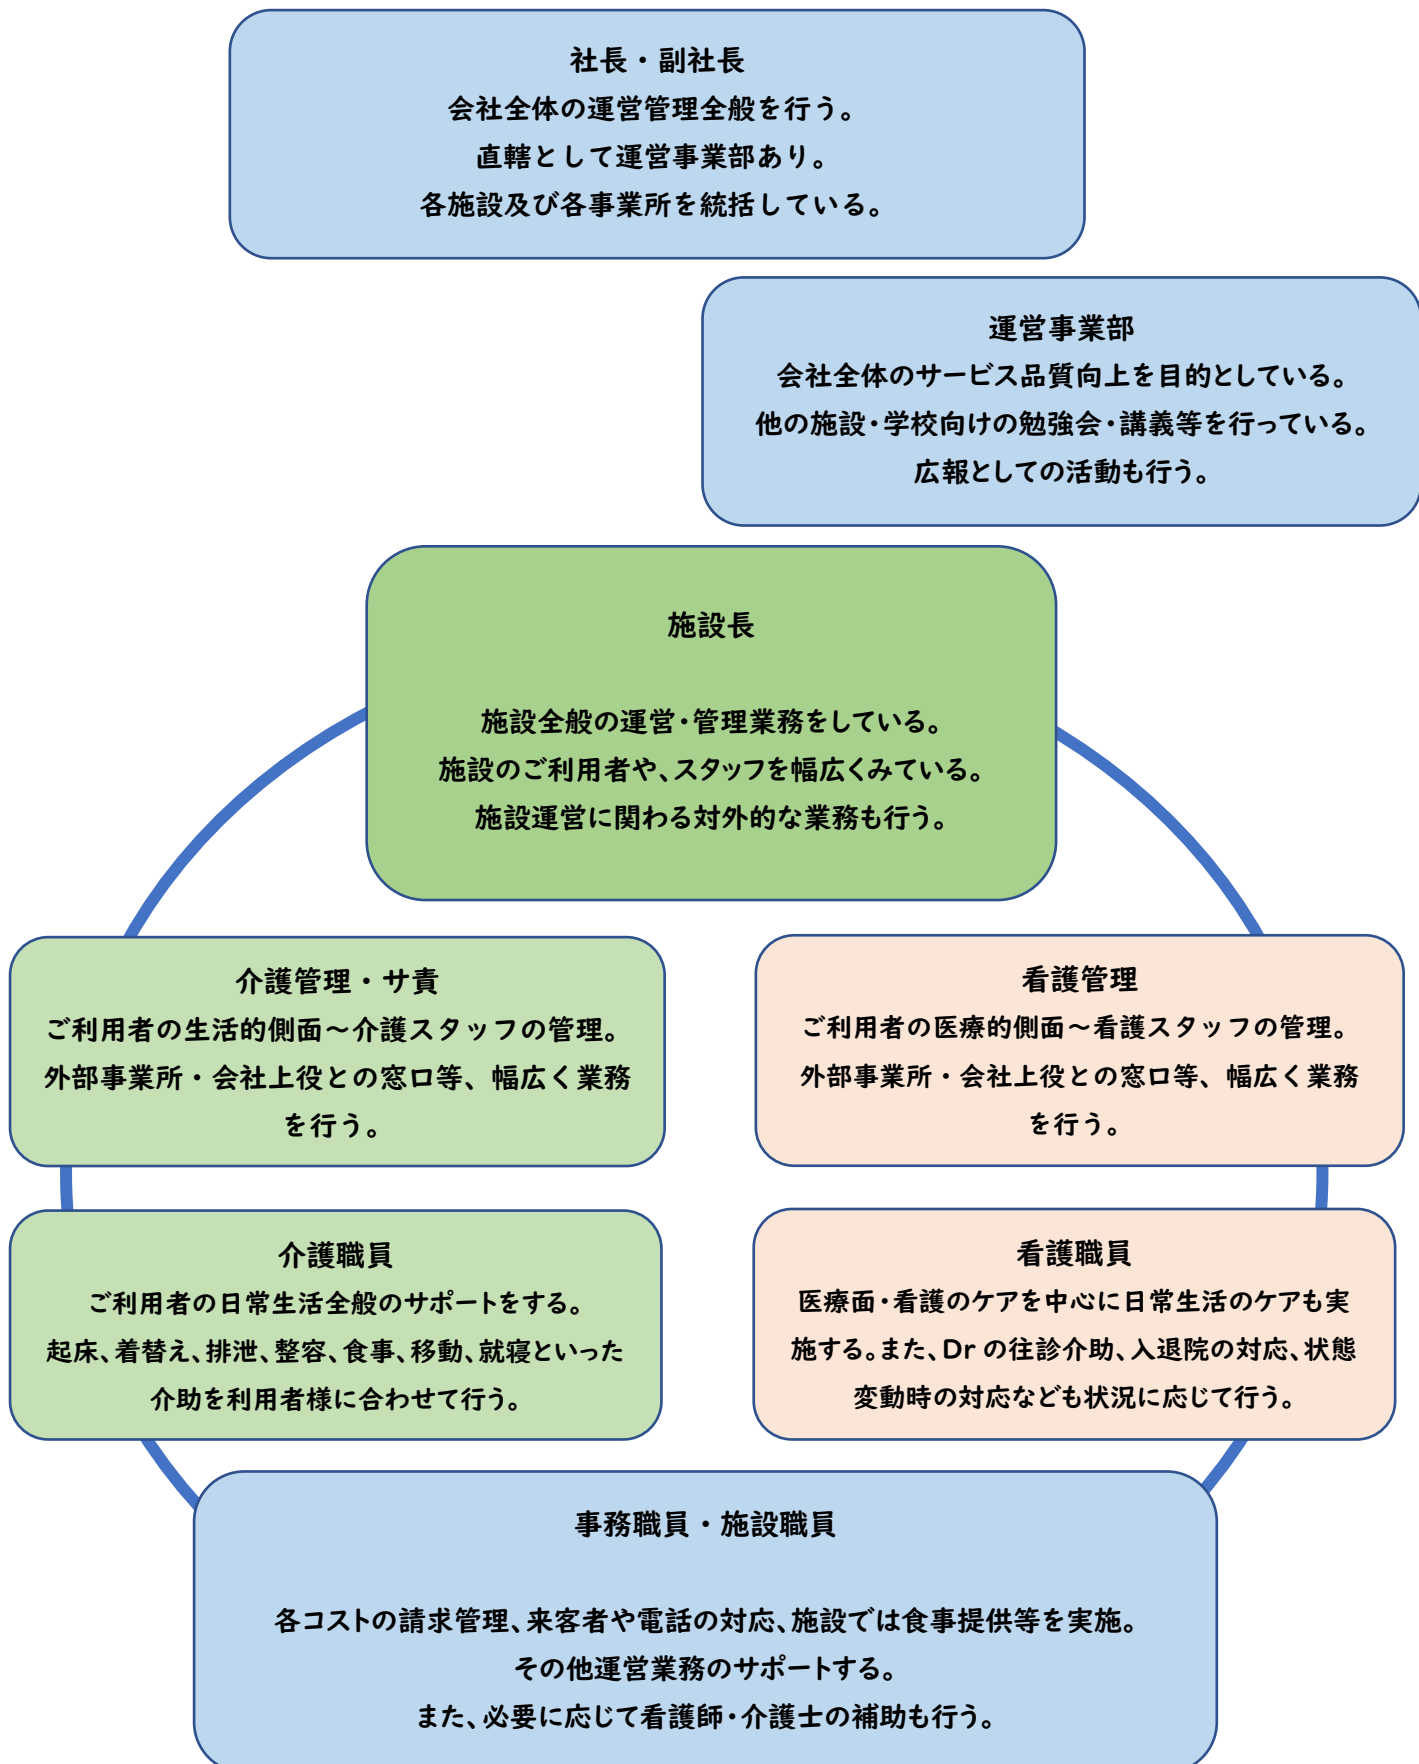 社長・副社長
会社全体の運営管理全般を行う。
直轄として運営事業部あり。
各施設及び各事業所を統括している。
運営事業部
会社全体のサービス品質向上を目的としている。
他の施設・学校向けの勉強会・講義等を行っている。
広報としての活動も行う。
施設長
施設全般の運営・管理業務をしている。
施設のご利用者や、スタッフを幅広くみている。
施設運営に関わる対外的な業務も行う。
介護管理・サ責
ご利用者の生活的側面～介護スタッフの管理。
外部事業所・会社上役との窓口等、幅広く業務
を行う。
看護管理
ご利用者の医療的側面～看護スタッフの管理。
外部事業所・会社上役との窓口等、幅広く業務
を行う。
介護職員
ご利用者の日常生活全般のサポートをする。
起床、着替え、排泄、整容、食事、移動、就寝といった
介助を利用者様に合わせて行う。
看護職員
医療面・看護のケアを中心に日常生活のケアも実
施する。また、Dr の往診介助、入退院の対応、状態
変動時の対応なども状況に応じて行う。
事務職員・施設職員
各コストの請求管理、来客者や電話の対応、施設では食事提供等を実施。
その他運営業務のサポートする。
また、必要に応じて看護師・介護士の補助も行う。